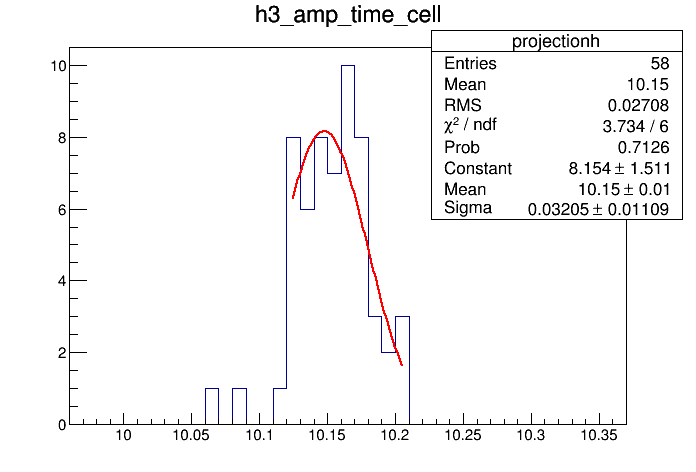 h3_amp_time_cell
projectionh
Entries 58
Mean 10.15
RMS 0.02708
χ² / ndf 3.734 / 6
Prob 0.7126
Constant 8.154 ± 1.511
Mean 10.15 ± 0.01
Sigma 0.03205 ± 0.01109
10
8
6
4
2
0
10 10.05 10.1 10.15 10.2 10.25 10.3 10.35